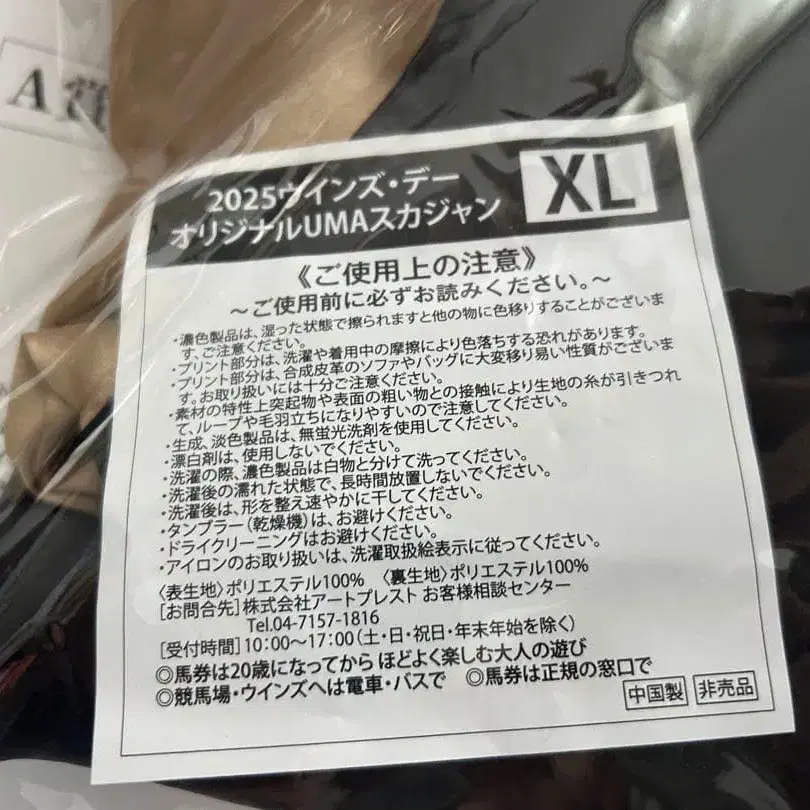 A賞
2025ウインズ・デー
オリジナルUMAスカジャン
XL
《ご使用上の注意》
～ご使用前に必ずお読みください。～
・濃色製品は、湿った状態で擦られますと他の物に色移りすることがございま
す、ご注意ください。
・プリント部分は、洗濯や着用中の摩擦により色落ちする恐れがあります。
・プリント部分は、合成皮革のソファやバッグに大変移り易い性質がございま
す。お取り扱いには十分ご注意ください。
・素材の特性上突起物や表面の粗い物との接触により生地の糸が引きつれ
て、ループや毛羽立ちになりやすいので注意してください。
・生成、淡色製品は、無蛍光洗剤を使用してください。
・漂白剤は、使用しないでください。
・洗濯の際、濃色製品は白物と分けて洗ってください。
・洗濯後の濡れた状態で、長時間放置しないでください。
・洗濯後は、形を整え速やかに干してください。
・タンブラー(乾燥機)は、お避けください。
・ドライクリーニングはお避けください。
・アイロンのお取り扱いは、洗濯取扱絵表示に従ってください。
〈表生地〉ポリエステル100% 〈裏生地〉ポリエステル100%
[お問合先]株式会社アートプレスト お客様相談センター
Tel.04-7157-1816
[受付時間]10:00～17:00(土・日・祝日・年末年始を除く)
◎馬券は20歳になってから ほどよく楽しむ大人の遊び
◎競馬場・ウインズへは電車・バスで ◎馬券は正規の窓口で
中国製 非売品